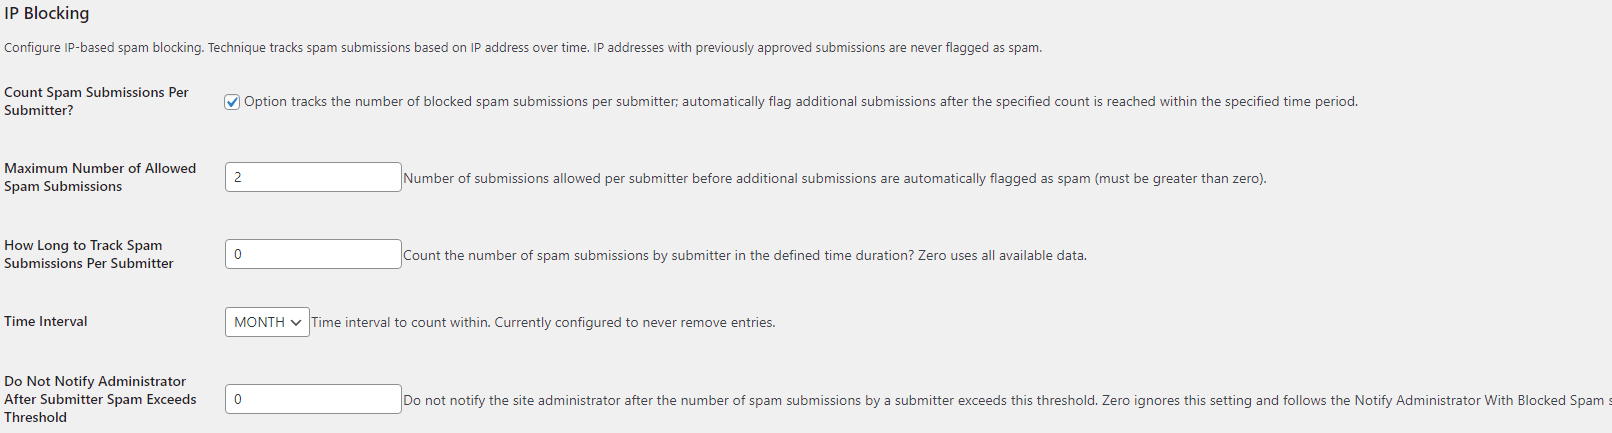 IP Blocking
Configure IP-based spam blocking. Technique tracks spam submissions based on IP address over time. IP addresses with previously approved submissions are never flagged as spam.
Count Spam Submissions Per
Submitter?
Option tracks the number of blocked spam submissions per submitter; automatically flag additional submissions after the specified count is reached within the specified time period.
Maximum Number of Allowed
Spam Submissions
2
Number of submissions allowed per submitter before additional submissions are automatically flagged as spam (must be greater than zero).
How Long to Track Spam
Submissions Per Submitter
0
Count the number of spam submissions by submitter in the defined time duration? Zero uses all available data.
Time Interval
MONTH
Time interval to count within. Currently configured to never remove entries.
Do Not Notify Administrator
After Submitter Spam Exceeds
Threshold
0
Do not notify the site administrator after the number of spam submissions by a submitter exceeds this threshold. Zero ignores this setting and follows the Notify Administrator With Blocked Spam